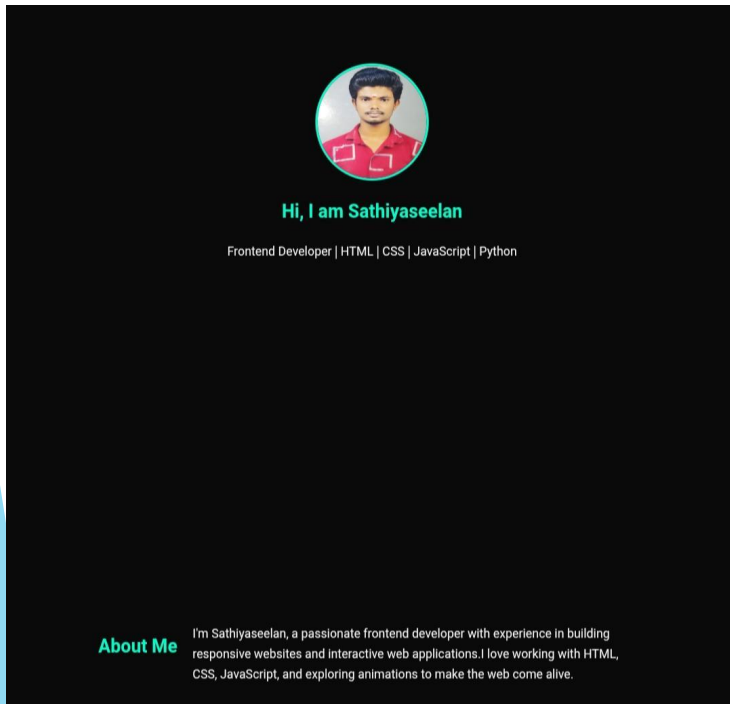 Hi, I am Sathiyaseelan
Frontend Developer | HTML | CSS | JavaScript | Python
About Me
I'm Sathiyaseelan, a passionate frontend developer with experience in building
responsive websites and interactive web applications.I love working with HTML,
CSS, JavaScript, and exploring animations to make the web come alive.